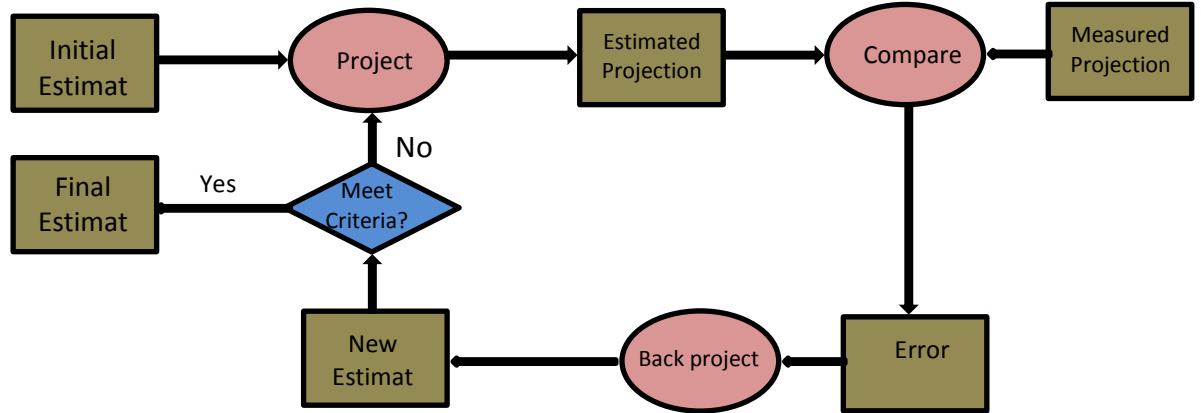 Initial
Estimat
Project
Estimated
Projection
Compare
Measured
Projection
No
Yes
Final
Estimat
Meet
Criteria?
New
Estimat
Back project
Error